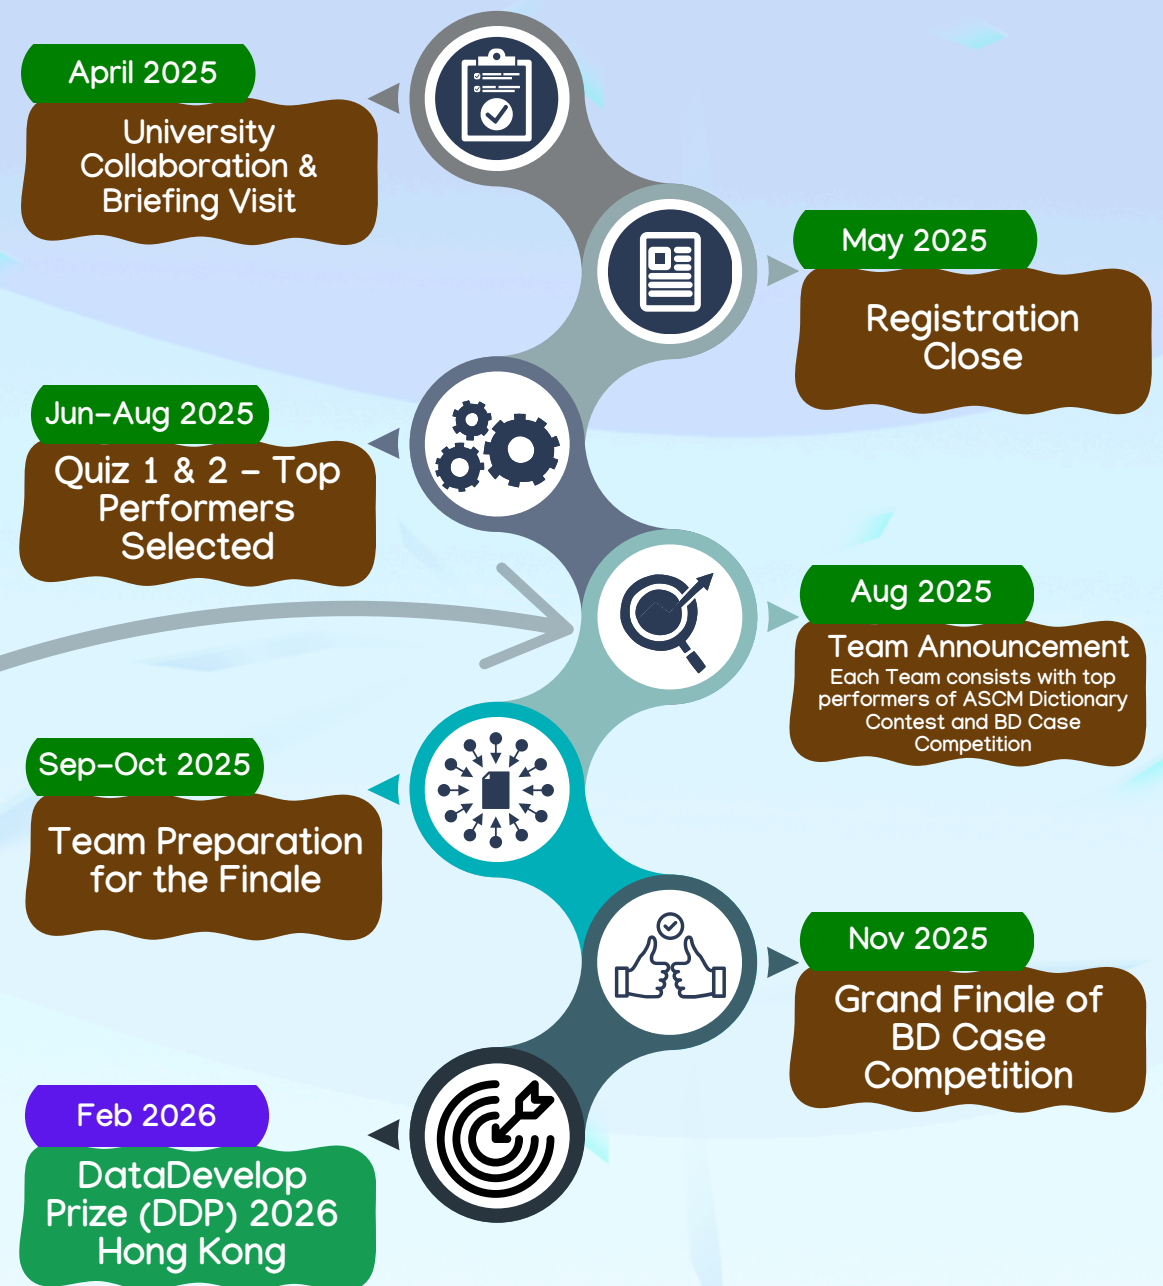 April 2025
University
Collaboration &
Briefing Visit
May 2025
Registration
Close
Jun-Aug 2025
Quiz 1 & 2 – Top
Performers
Selected
Aug 2025
Team Announcement
Each Team consists with top
performers of ASCM Dictionary
Contest and BD Case
Competition
Sep-Oct 2025
Team Preparation
for the Finale
Nov 2025
Grand Finale of
BD Case
Competition
Feb 2026
DataDevelop
Prize (DDP) 2026
Hong Kong